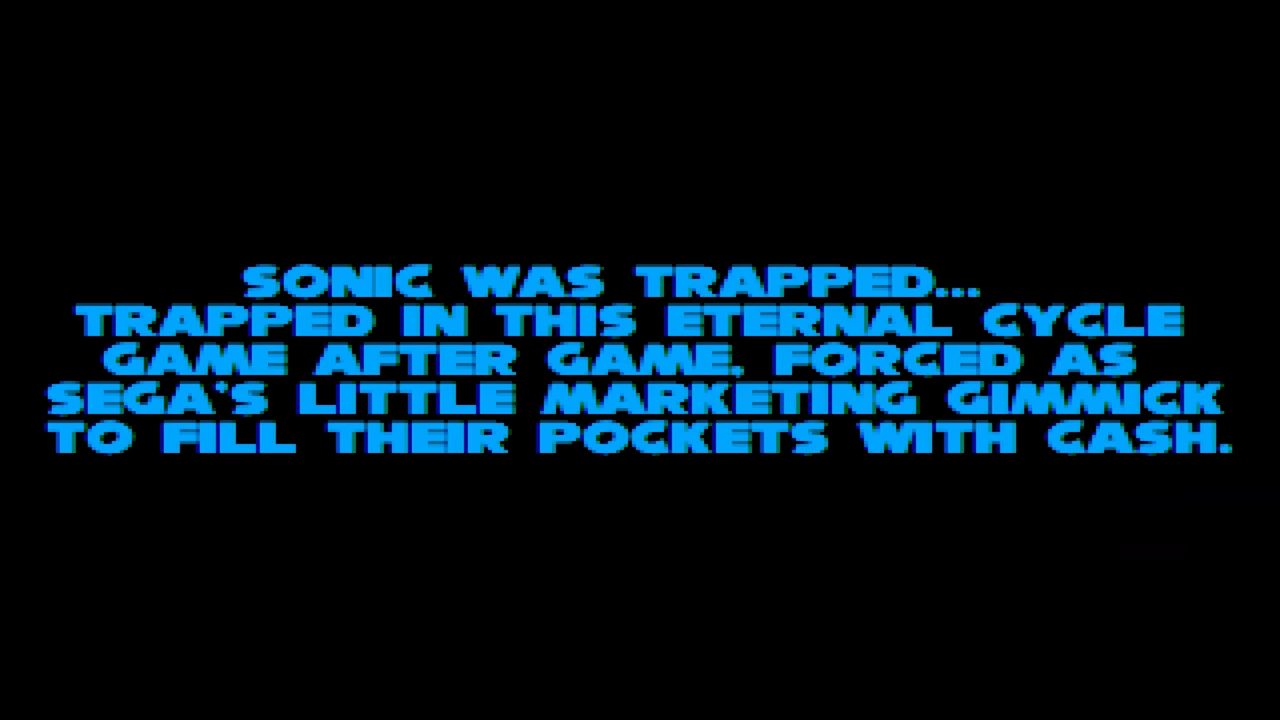 SONIC WAS TRAPPED...
TRAPPED IN THIS ETERNAL CYCLE
GAME AFTER GAME, FORCED AS
SEGA'S LITTLE MARKETING GIMMICK
TO FILL THEIR POCKETS WITH CASH.